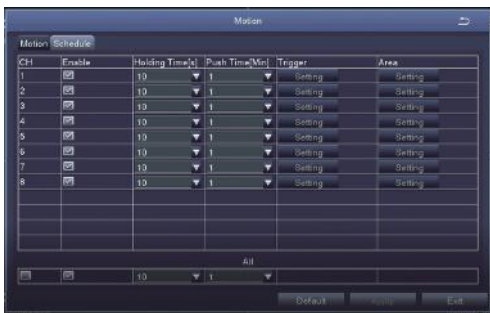 Motion
Motion Schedule
CH Enable Holding Time[s] Push Time[Min] Trigger Area
1 10 1 Setting Setting
2 10 1 Setting Setting
3 10 1 Setting Setting
4 10 1 Setting Setting
5 10 1 Setting Setting
6 10 1 Setting Setting
7 10 1 Setting Setting
8 10 1 Setting Setting
All
10 1
Default Apply Exit